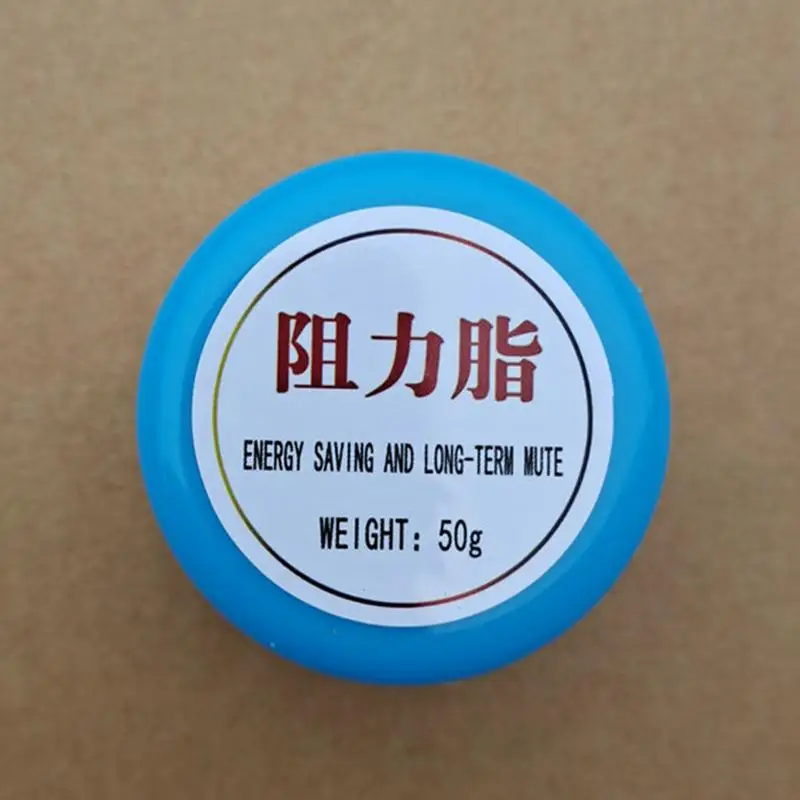 阻力脂
ENERGY SAVING AND LONG-TERM MUTE
WEIGHT: 50g